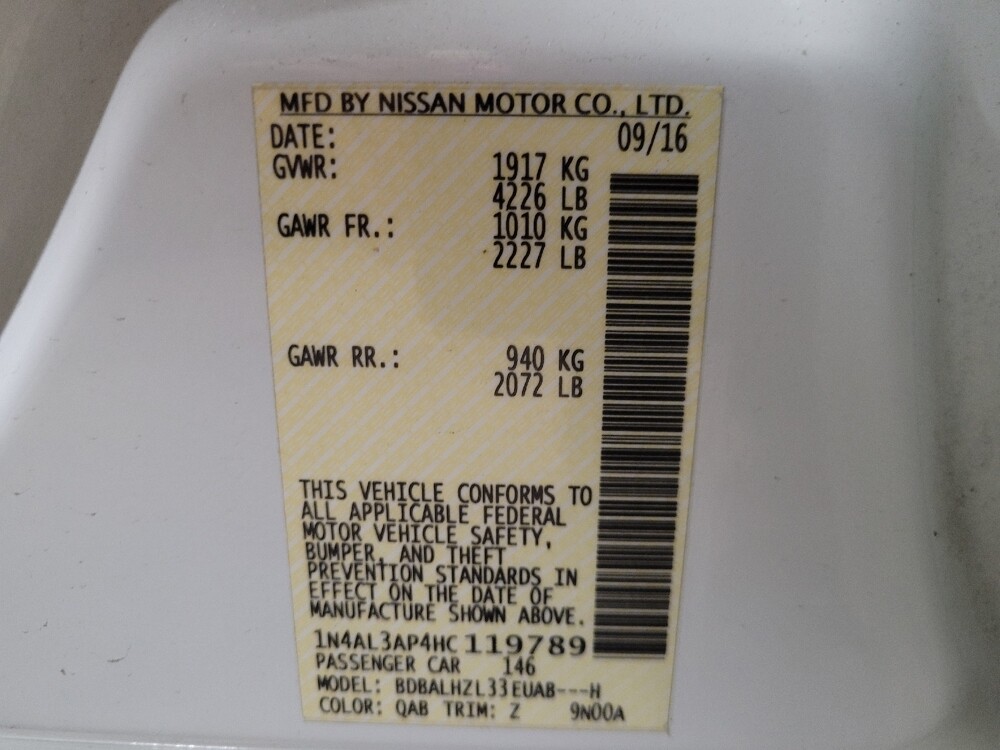 MFD BY NISSAN MOTOR CO., LTD.
DATE: 09/16
GVWR: 1917 KG
4226 LB
GAWR FR.: 1010 KG
2227 LB
GAWR RR.: 940 KG
2072 LB
THIS VEHICLE CONFORMS TO
ALL APPLICABLE FEDERAL
MOTOR VEHICLE SAFETY,
BUMPER, AND THEFT
PREVENTION STANDARDS IN
EFFECT ON THE DATE OF
MANUFACTURE SHOWN ABOVE.
1N4AL3AP4HC119789
PASSENGER CAR 146
MODEL: BDBALHZL33EUAB---H
COLOR: QAB TRIM: Z 9N00A